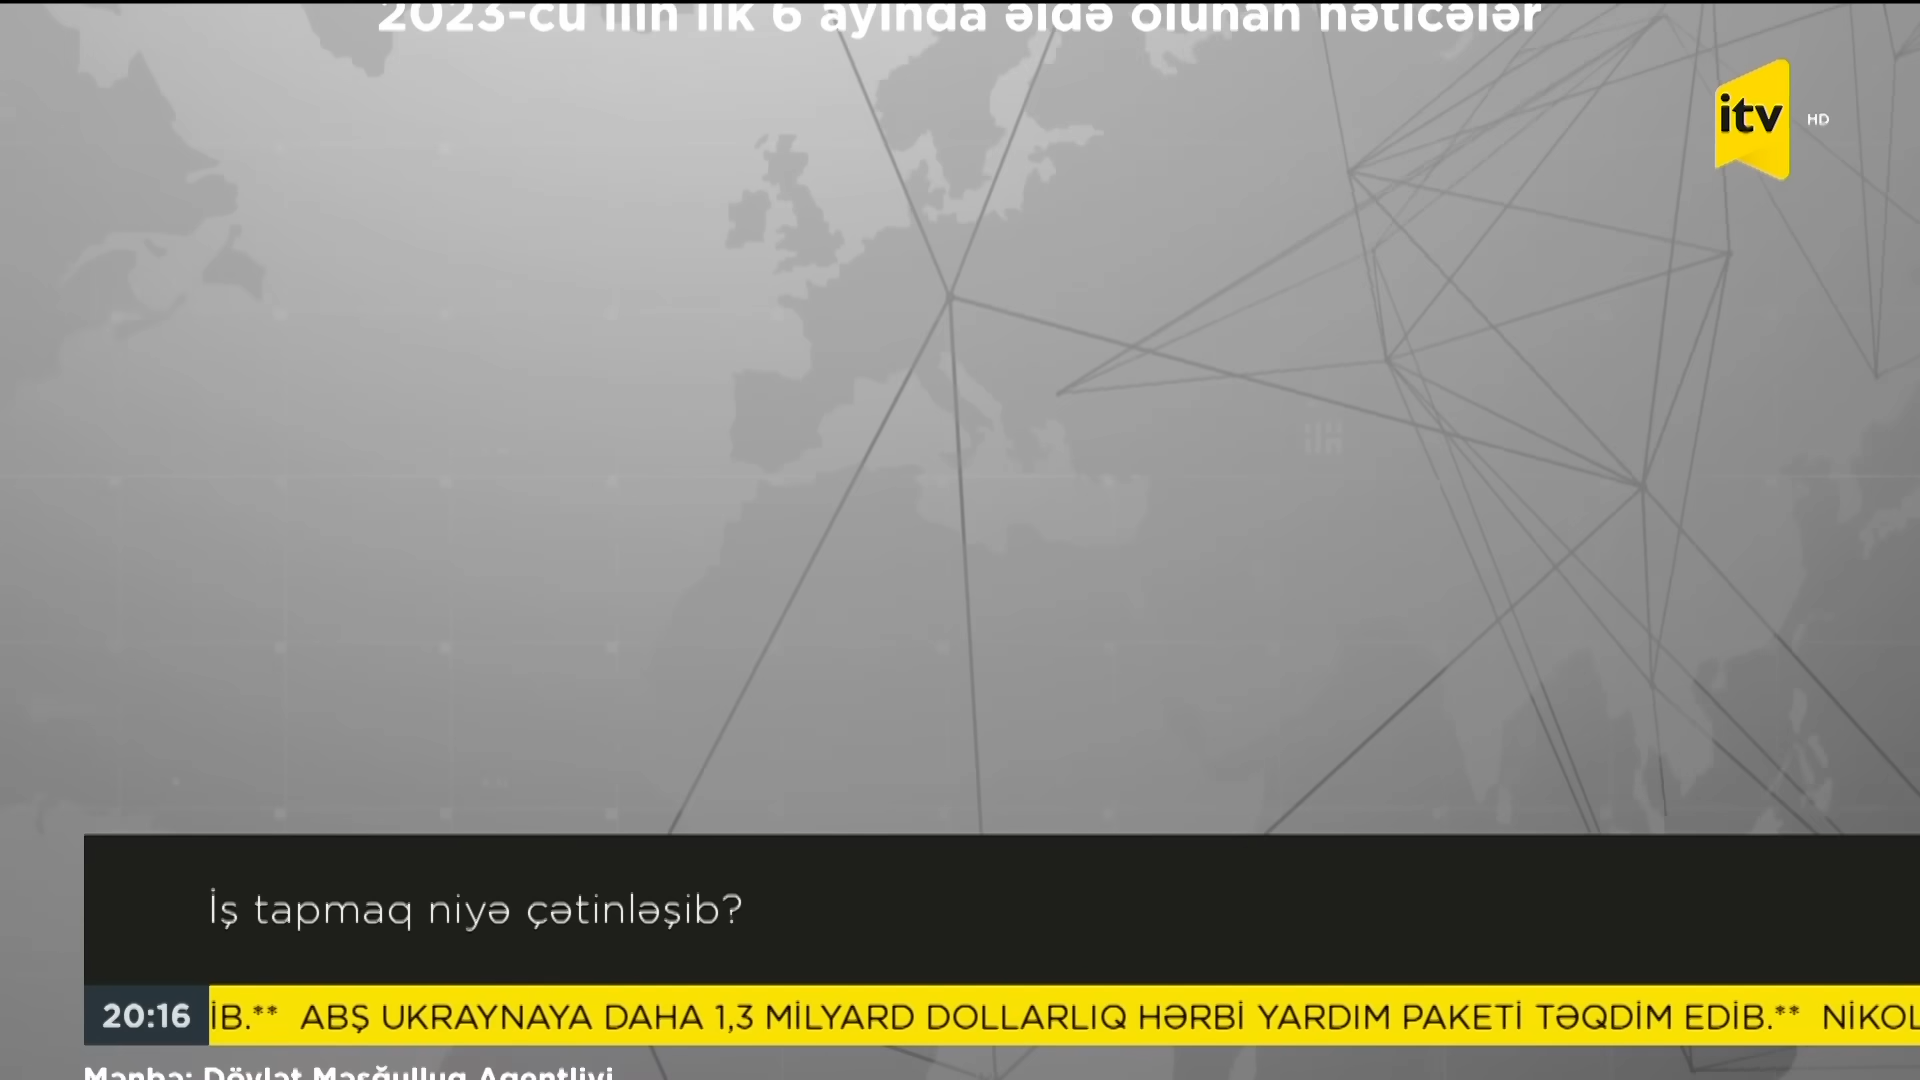 2023-cü ilin ilk 6 ayında əldə olunan nəticələr
itv HD
İş tapmaq niyə çətinləşib?
20:16 İB.** ABŞ UKRAYNAYA DAHA 1,3 MİLYARD DOLLARLIQ HƏRBİ YARDIM PAKETİ TƏQDİM EDİB.** NİKOL
Mənbə: Dövlət Məşğulluq Agentliyi